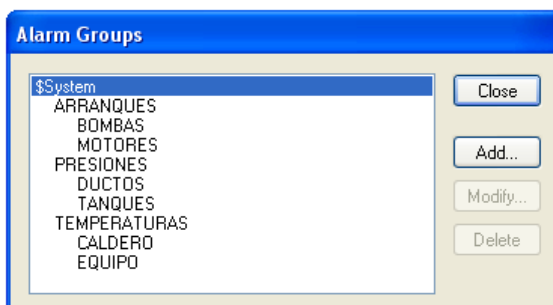 Alarm Groups
$System
ARRANQUES
BOMBAS
MOTORES
PRESIONES
DUCTOS
TANQUES
TEMPERATURAS
CALDERO
EQUIPO
Close
Add...
Modify...
Delete